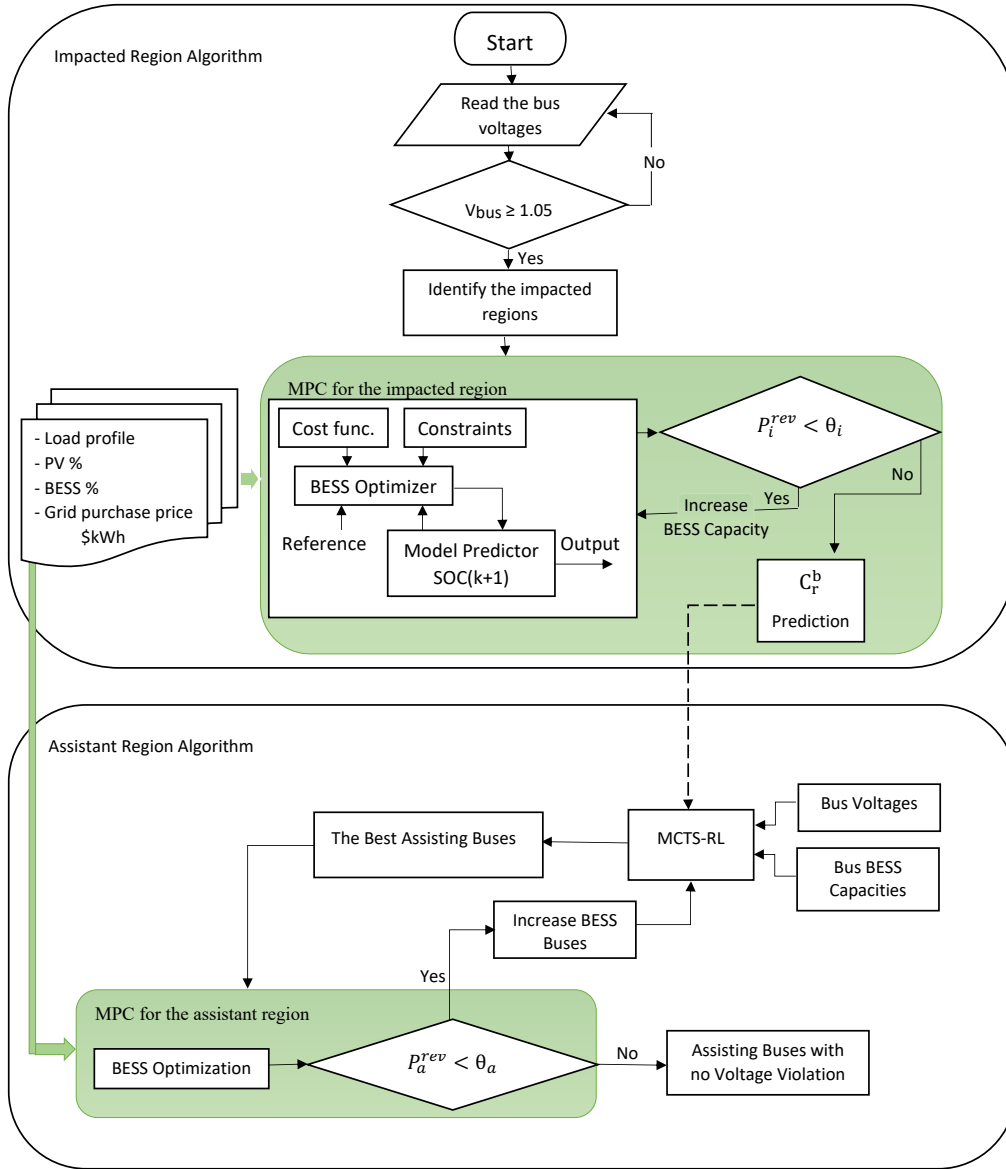 Start
Impacted Region Algorithm
Read the bus
voltages
No
Vbus ≥ 1.05
Yes
Identify the impacted
regions
MPC for the impacted region
- Load profile
- PV %
- BESS %
- Grid purchase price
$kWh
Cost func.
Constraints
BESS Optimizer
Reference
Model Predictor
SOC(k+1)
Output
P_i^{rev} < θ_i
No
Yes
Increase
BESS Capacity
C_r^b
Prediction
Assistant Region Algorithm
Bus Voltages
The Best Assisting Buses
MCTS-RL
Bus BESS
Capacities
Increase BESS
Buses
Yes
MPC for the assistant region
BESS Optimization
P_a^{rev} < θ_a
No
Assisting Buses with
no Voltage Violation